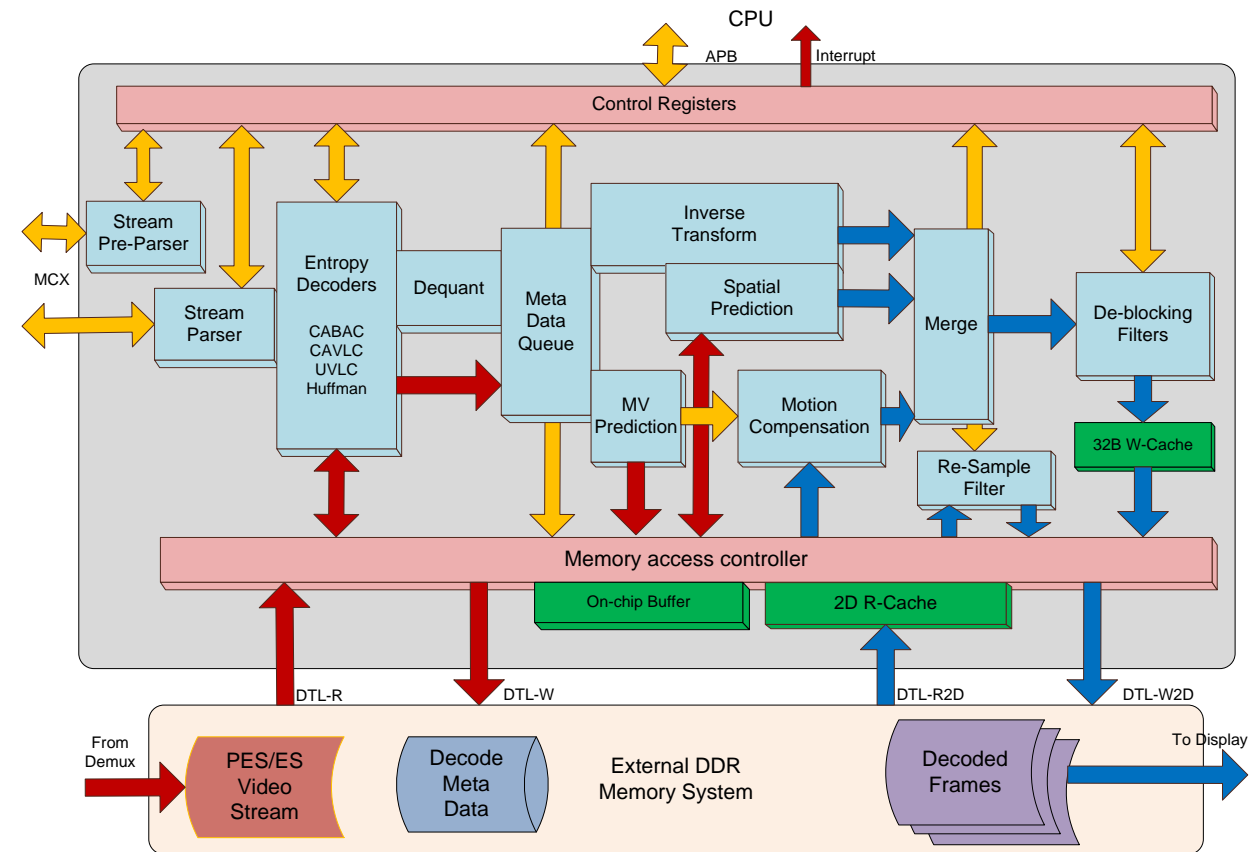 CPU
APB
Interrupt
Control Registers
Stream
Pre-Parser
MCX
Stream
Parser
Entropy
Decoders
CABAC
CAVLC
UVLC
Huffman
Dequant
Meta
Data
Queue
Inverse
Transform
Spatial
Prediction
MV
Prediction
Motion
Compensation
Merge
De-blocking
Filters
32B W-Cache
Re-Sample
Filter
Memory access controller
On-chip Buffer
2D R-Cache
DTL-R
DTL-W
DTL-R2D
DTL-W2D
From
Demux
PES/ES
Video
Stream
Decode
Meta
Data
External DDR
Memory System
Decoded
Frames
To Display